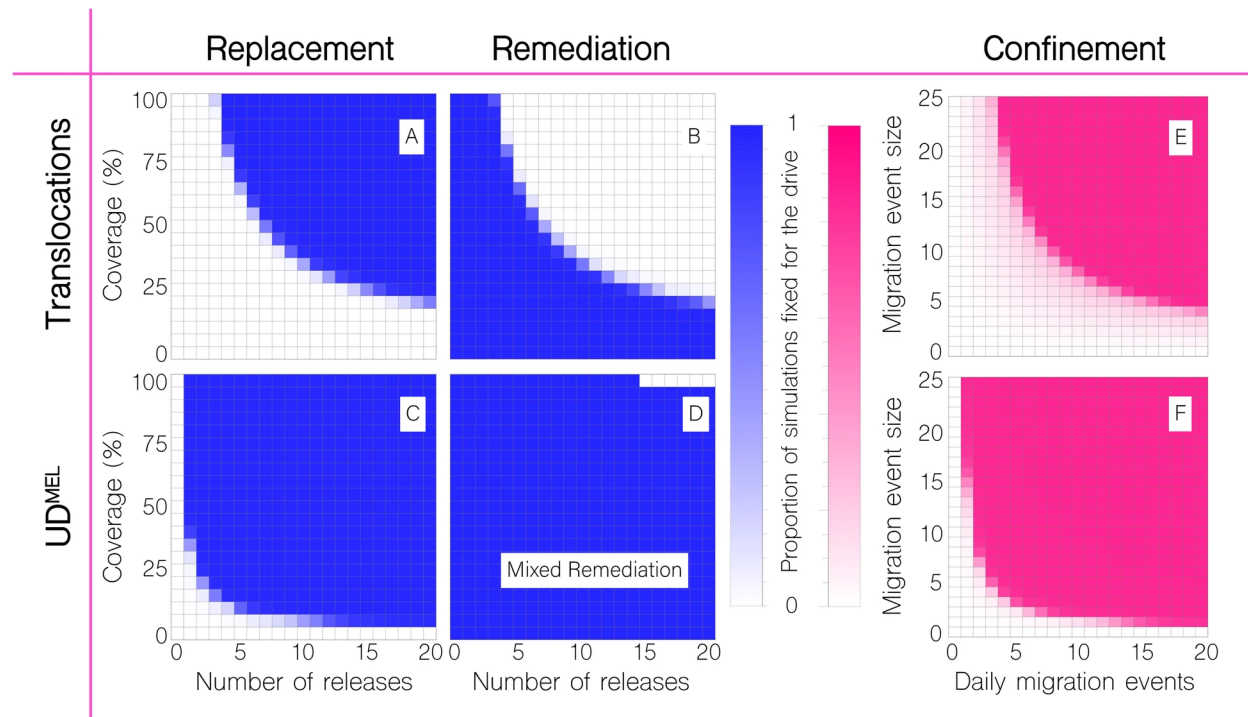 Replacement
Remediation
Confinement
Translocations
Coverage (%)
100
75
50
25
0
A
B
1
Proportion of simulations fixed for the drive
0
Migration event size
25
20
15
10
5
0
E
UDMEL
Coverage (%)
100
75
50
25
0
C
0 5 10 15 20
Number of releases
D
Mixed Remediation
0 5 10 15 20
Number of releases
Migration event size
25
20
15
10
5
0
F
0 5 10 15 20
Daily migration events